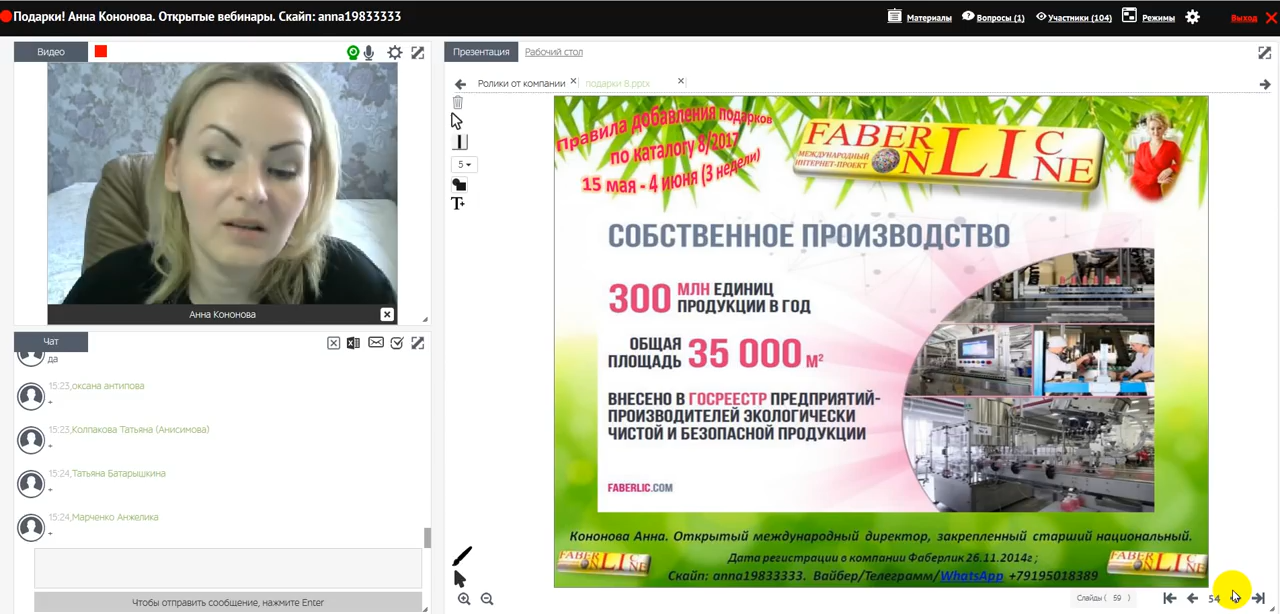 Подарки! Анна Кононова. Открытые вебинары. Скайп: anna19833333
Материалы
Вопросы (1)
Участники (104)
Режимы
Выход
Видео
Анна Кононова
Чат
да
15:23,оксана антипова
+
15:23,Колпакова Татьяна (Анисимова)
+
15:24,Татьяна Батарышкина
+
15:24,Марченко Анжелика
+
Чтобы отправить сообщение, нажмите Enter
Презентация
Рабочий стол
Ролики от компании
подарки 8.pptx
5
T+
Правила добавления подарков
по каталогу 8/2017
15 мая - 4 июня (3 недели)
FABERLIC
МЕЖДУНАРОДНЫЙ
ИНТЕРНЕТ-ПРОЕКТ
ONLINE
СОБСТВЕННОЕ ПРОИЗВОДСТВО
300 МЛН ЕДИНИЦ
ПРОДУКЦИИ В ГОД
ОБЩАЯ
ПЛОЩАДЬ 35 000 М²
ВНЕСЕНО В ГОСРЕЕСТР ПРЕДПРИЯТИЙ-
ПРОИЗВОДИТЕЛЕЙ ЭКОЛОГИЧЕСКИ
ЧИСТОЙ И БЕЗОПАСНОЙ ПРОДУКЦИИ
FABERLIC.COM
Кононова Анна. Открытый международный директор, закрепленный старший национальный.
Дата регистрации в компании Фаберлик 26.11.2014г;
Скайп: anna19833333. Вайбер/Телеграмм/WhatsApp +79195018389
FABERLIC
ONLINE
FABERLIC
ONLINE
Слайды ( 59 )
54